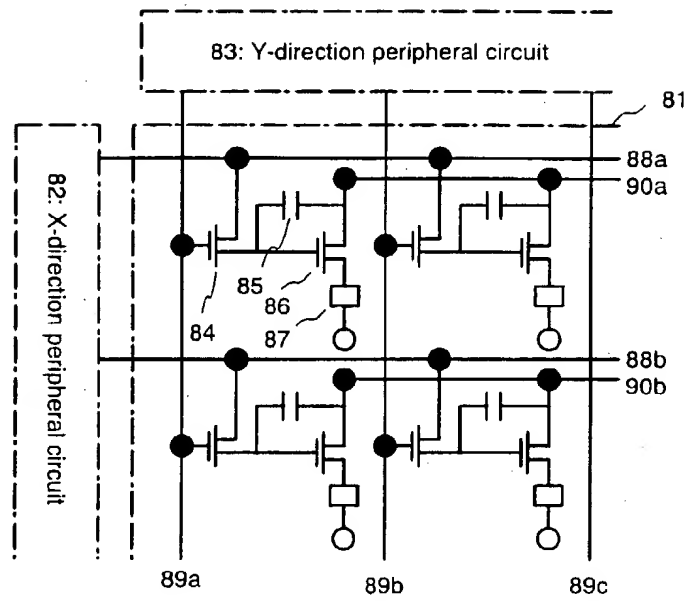 83: Y-direction peripheral circuit
81
82: X-direction peripheral circuit
88a
90a
84
85
86
87
88b
90b
89a
89b
89c